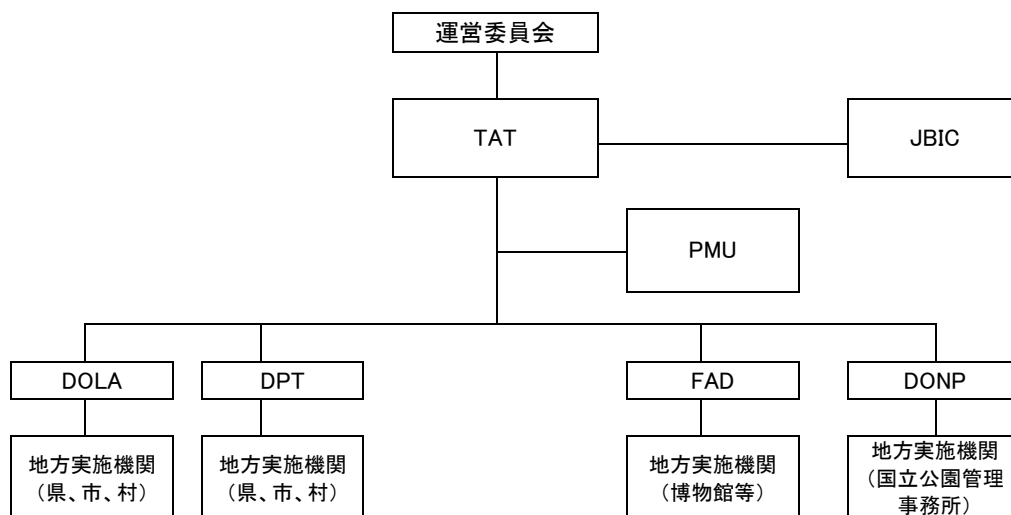 運営委員会
TAT
JBIC
PMU
DOLA
DPT
FAD
DONP
地方実施機関
（県、市、村）
地方実施機関
（県、市、村）
地方実施機関
（博物館等）
地方実施機関
（国立公園管理
事務所）